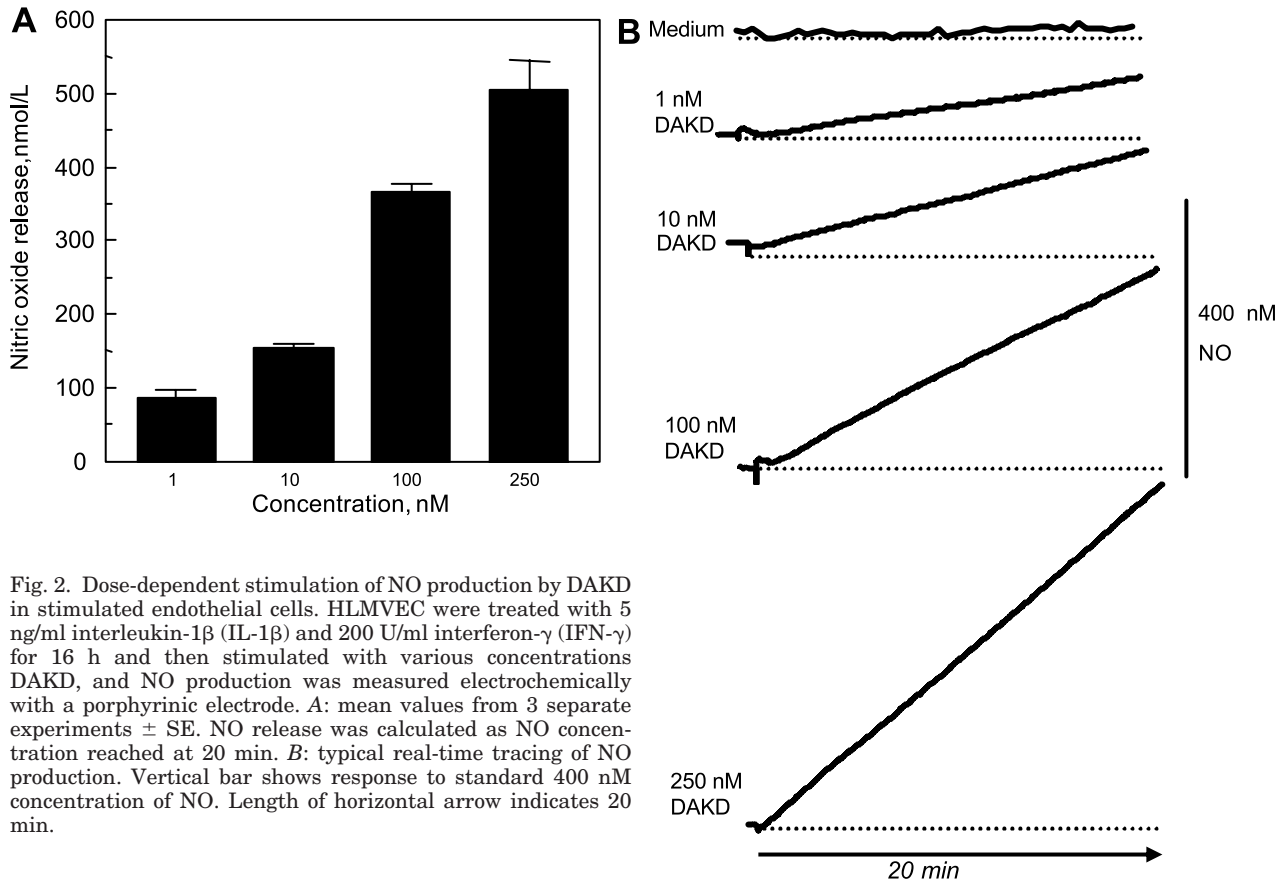 A
600
500
400
300
200
100
0
Nitric oxide release,nmol/L
1
10
100
250
Concentration, nM
B
Medium
1 nM
DAKD
10 nM
DAKD
100 nM
DAKD
250 nM
DAKD
400 nM
NO
20 min
Fig. 2. Dose-dependent stimulation of NO production by DAKD
in stimulated endothelial cells. HLMVEC were treated with 5
ng/ml interleukin-1β (IL-1β) and 200 U/ml interferon-γ (IFN-γ)
for 16 h and then stimulated with various concentrations
DAKD, and NO production was measured electrochemically
with a porphyrinic electrode. A: mean values from 3 separate
experiments ± SE. NO release was calculated as NO concen-
tration reached at 20 min. B: typical real-time tracing of NO
production. Vertical bar shows response to standard 400 nM
concentration of NO. Length of horizontal arrow indicates 20
min.